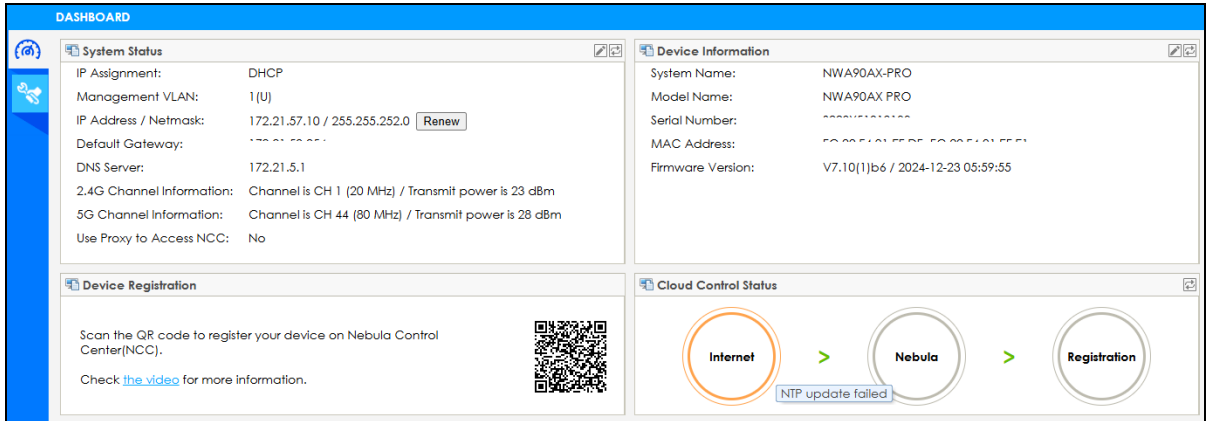 DASHBOARD
System Status
IP Assignment: DHCP
Management VLAN: 1(U)
IP Address / Netmask: 172.21.57.10 / 255.255.252.0 Renew
Default Gateway:
DNS Server: 172.21.5.1
2.4G Channel Information: Channel is CH 1 (20 MHz) / Transmit power is 23 dBm
5G Channel Information: Channel is CH 44 (80 MHz) / Transmit power is 28 dBm
Use Proxy to Access NCC: No
Device Information
System Name: NWA90AX-PRO
Model Name: NWA90AX PRO
Serial Number:
MAC Address:
Firmware Version: V7.10(1)b6 / 2024-12-23 05:59:55
Device Registration
Scan the QR code to register your device on Nebula Control
Center(NCC).
Check the video for more information.
Cloud Control Status
Internet > Nebula > Registration
NTP update failed